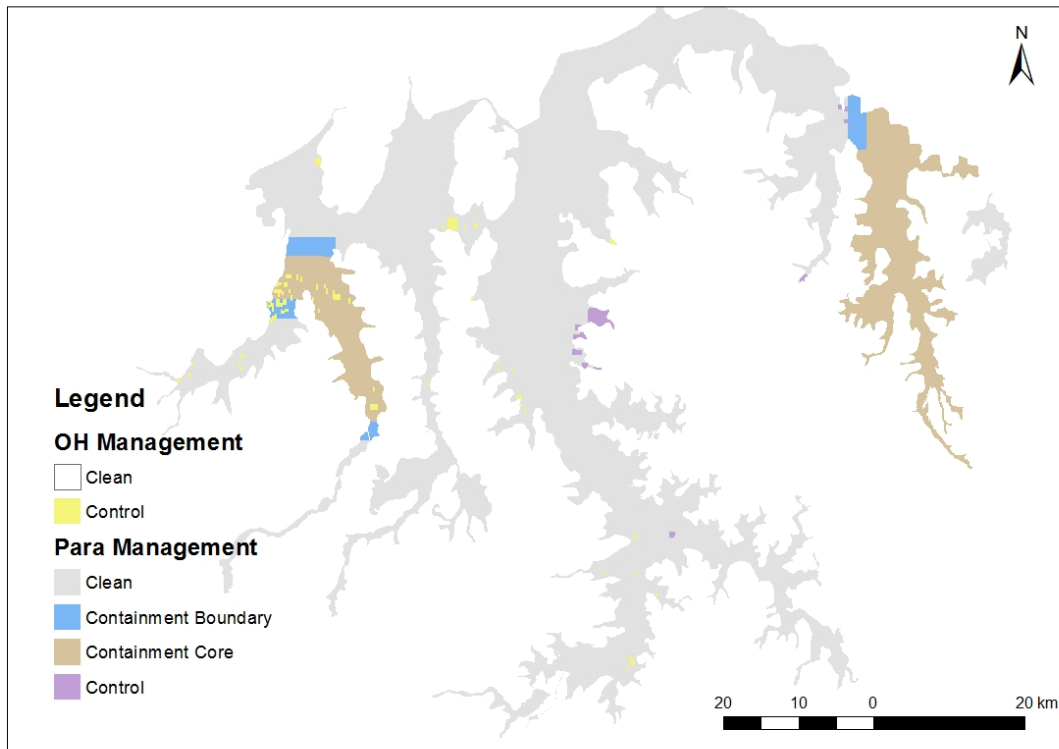 N
Legend
OH Management
Clean
Control
Para Management
Clean
Containment Boundary
Containment Core
Control
20 10 0 20 km